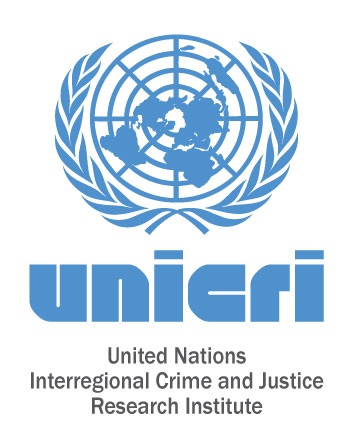 unicri
United Nations
Interregional Crime and Justice
Research Institute